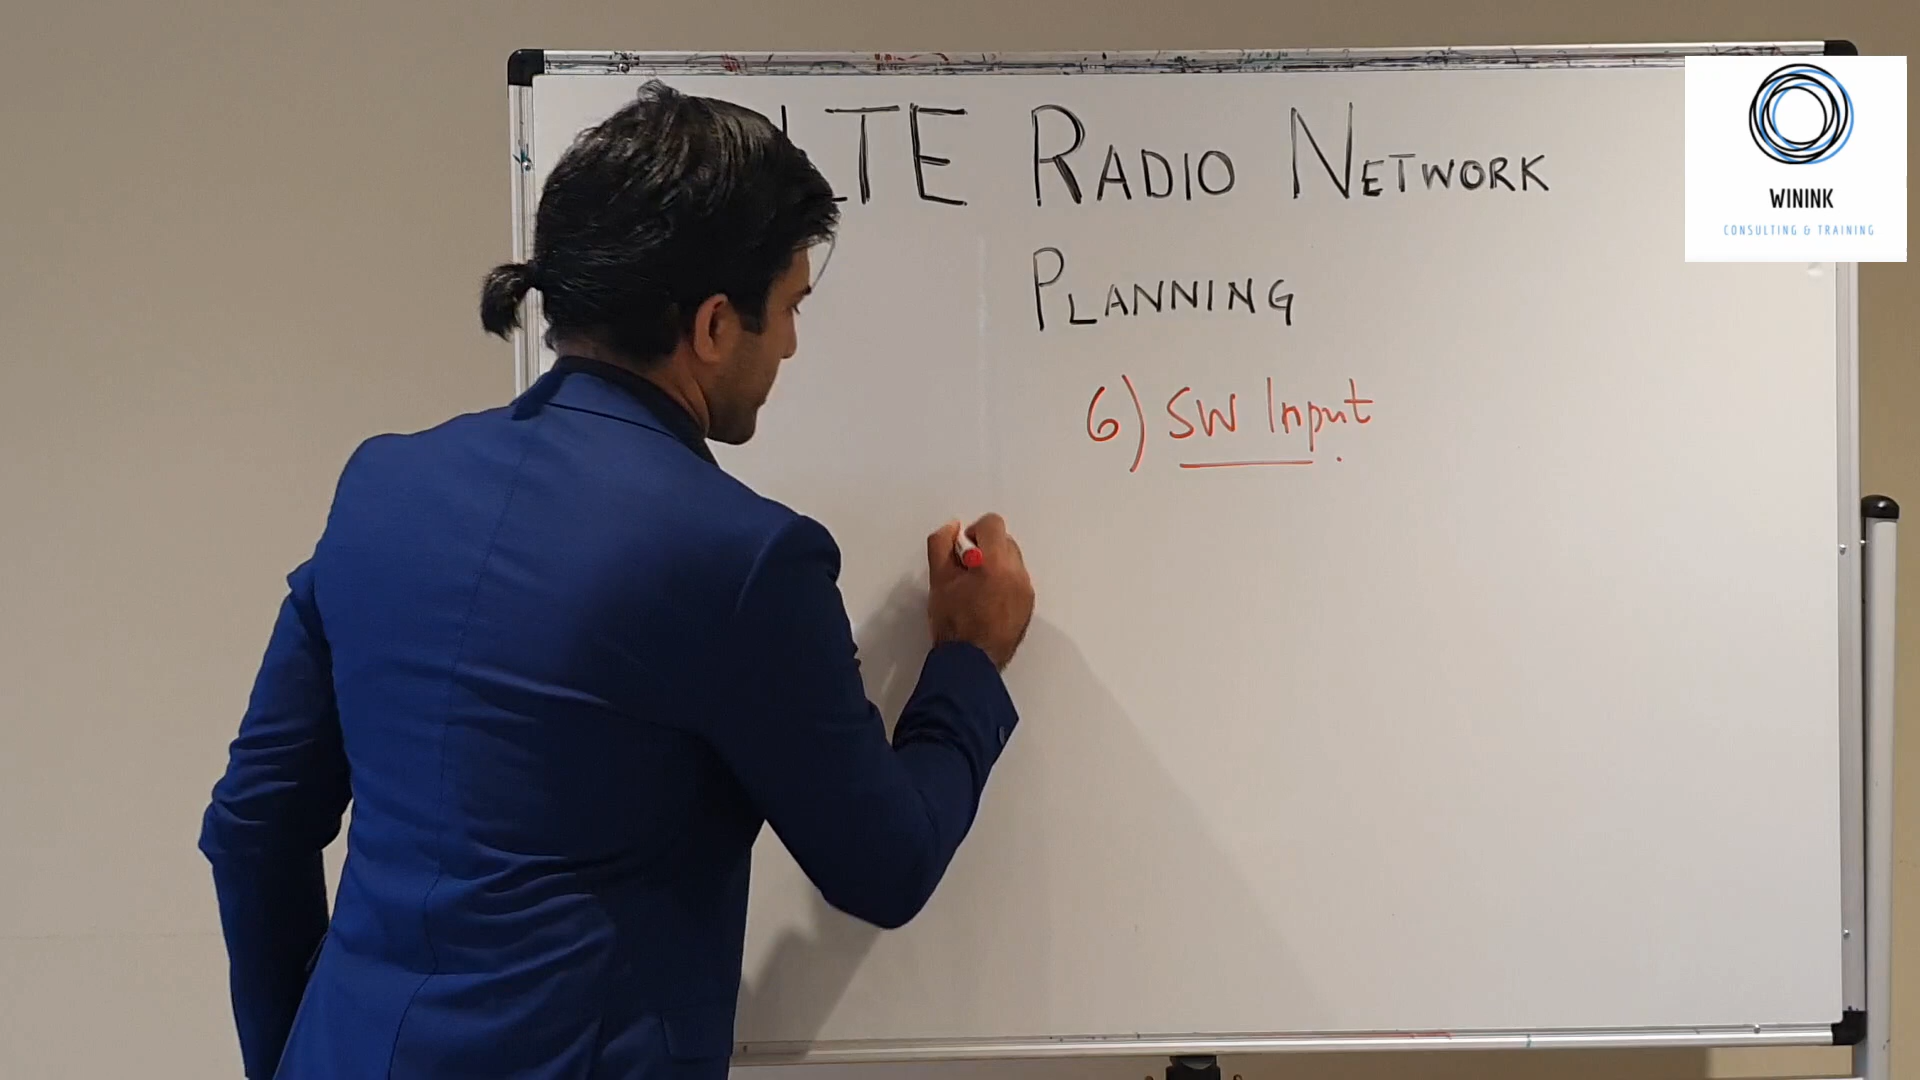 LTE RADIO NETWORK
PLANNING
6) SW Input
WININK
CONSULTING & TRAINING